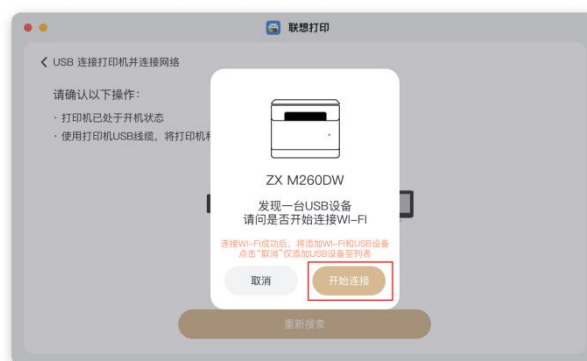 联想打印
USB 连接打印机并连接网络
请确认以下操作：
· 打印机已处于开机状态
· 使用打印机USB线缆，将打印机
ZX M260DW
发现一台USB设备
请问是否开始连接WI-FI
连接WI-FI成功后，将添加WI-FI和USB设备
点击"取消"仅添加USB设备至列表
取消
开始连接
重新搜索